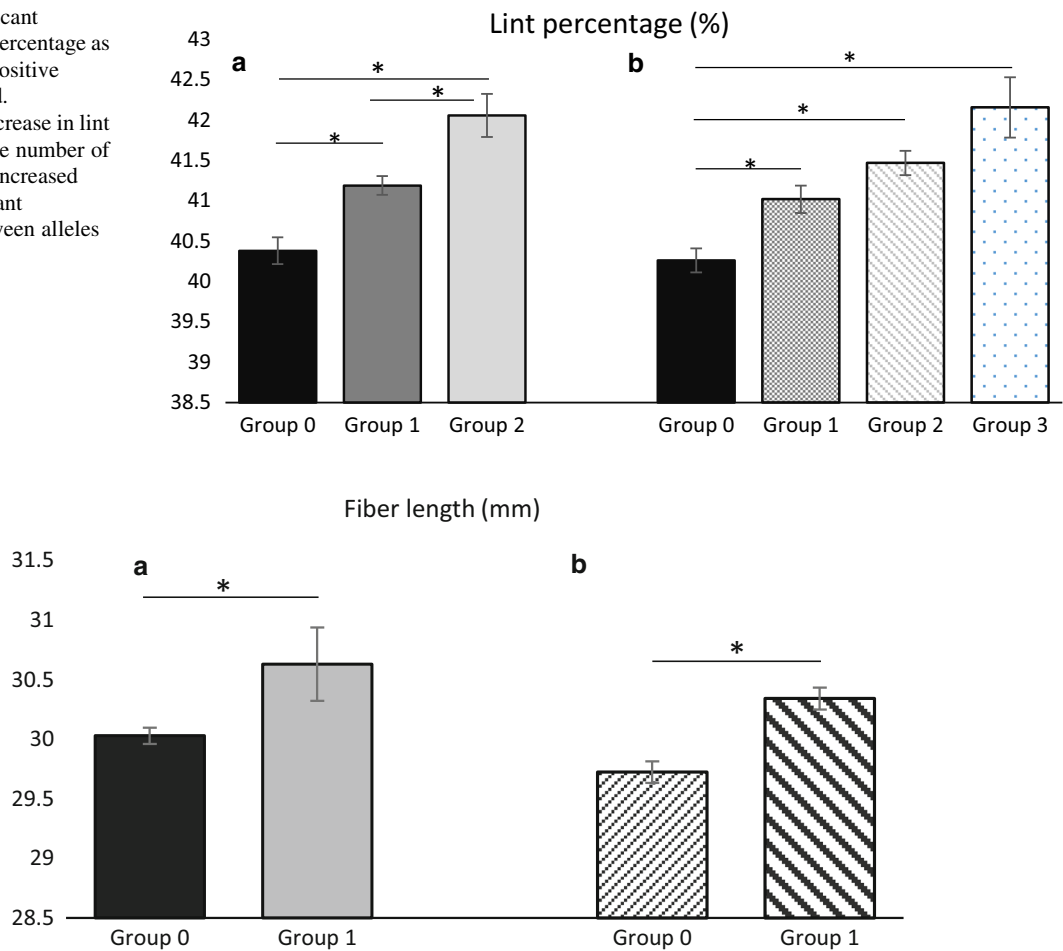 cant
ercentage as
ositive
d.
crease in lint
e number of
ncreased
ant
ween alleles
Lint percentage (%)
43
42.5
42
41.5
41
40.5
40
39.5
39
38.5
a
*
*
*
b
*
*
*
Group 0 Group 1 Group 2 Group 0 Group 1 Group 2 Group 3
Fiber length (mm)
31.5
31
30.5
30
29.5
29
28.5
a
*
b
*
Group 0 Group 1 Group 0 Group 1